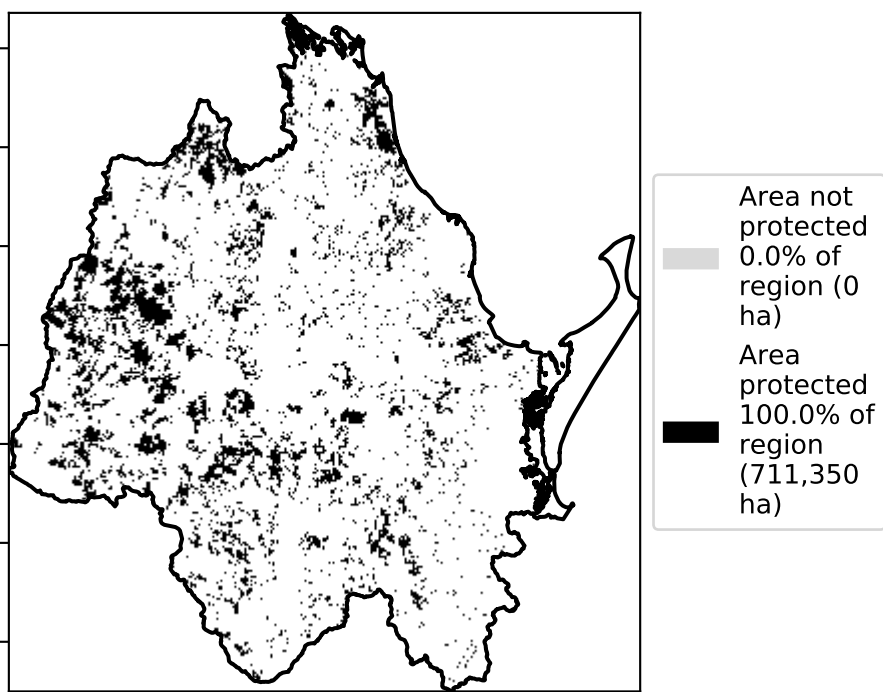 Area not
protected
0.0% of
region (0
ha)
Area
protected
100.0% of
region
(711,350
ha)